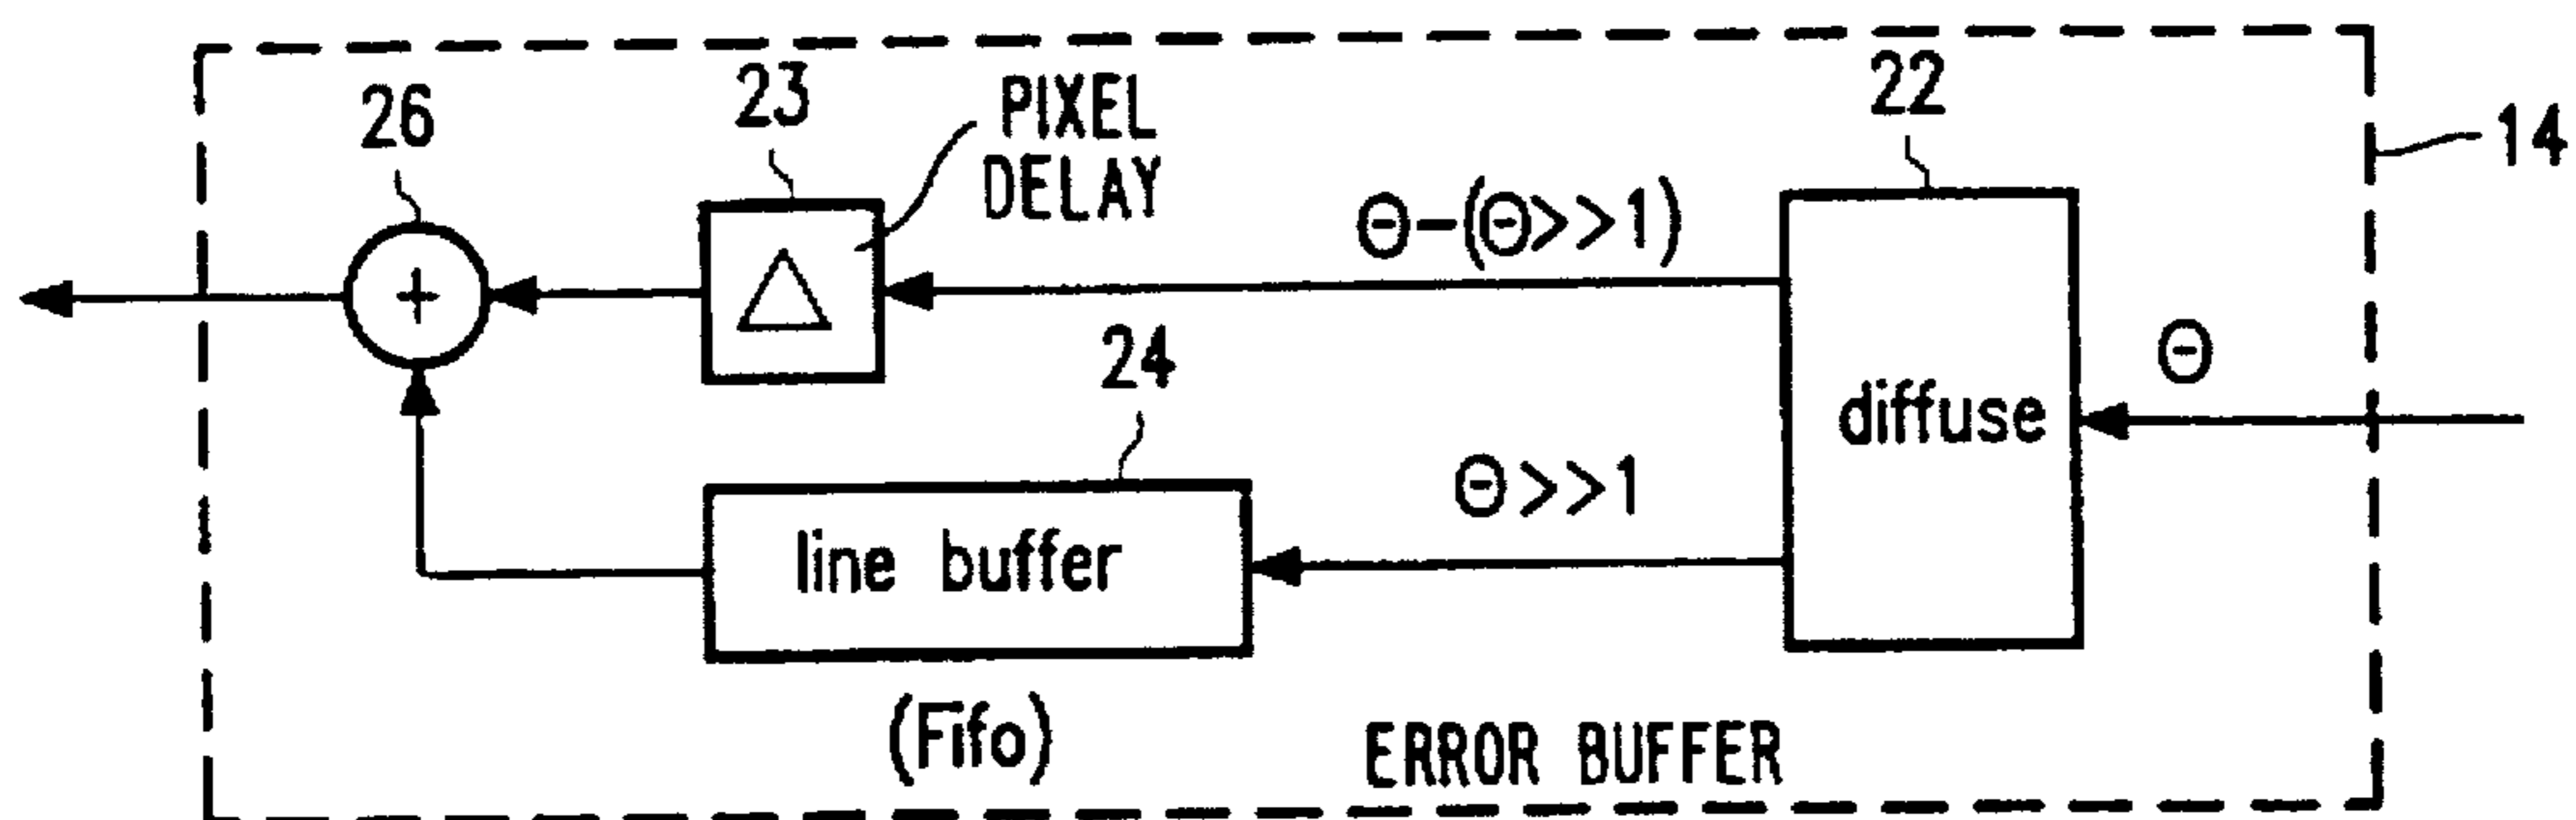 26
23
PIXEL
DELAY
22
14
Θ-(Θ>>1)
+
△
24
Θ
diffuse
Θ>>1
line buffer
(Fifo)
ERROR BUFFER